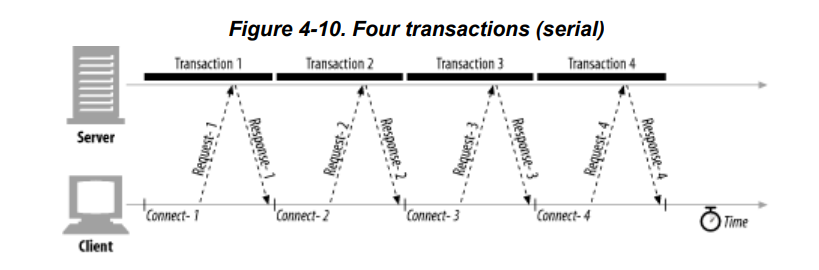 Figure 4-10. Four transactions (serial)
Transaction 1 Transaction 2 Transaction 3 Transaction 4
Server
Request- 1
Response- 1
Request- 2
Response- 2
Request- 3
Response- 3
Request- 4
Response- 4
Connect- 1 Connect- 2 Connect- 3 Connect- 4
Time
Client